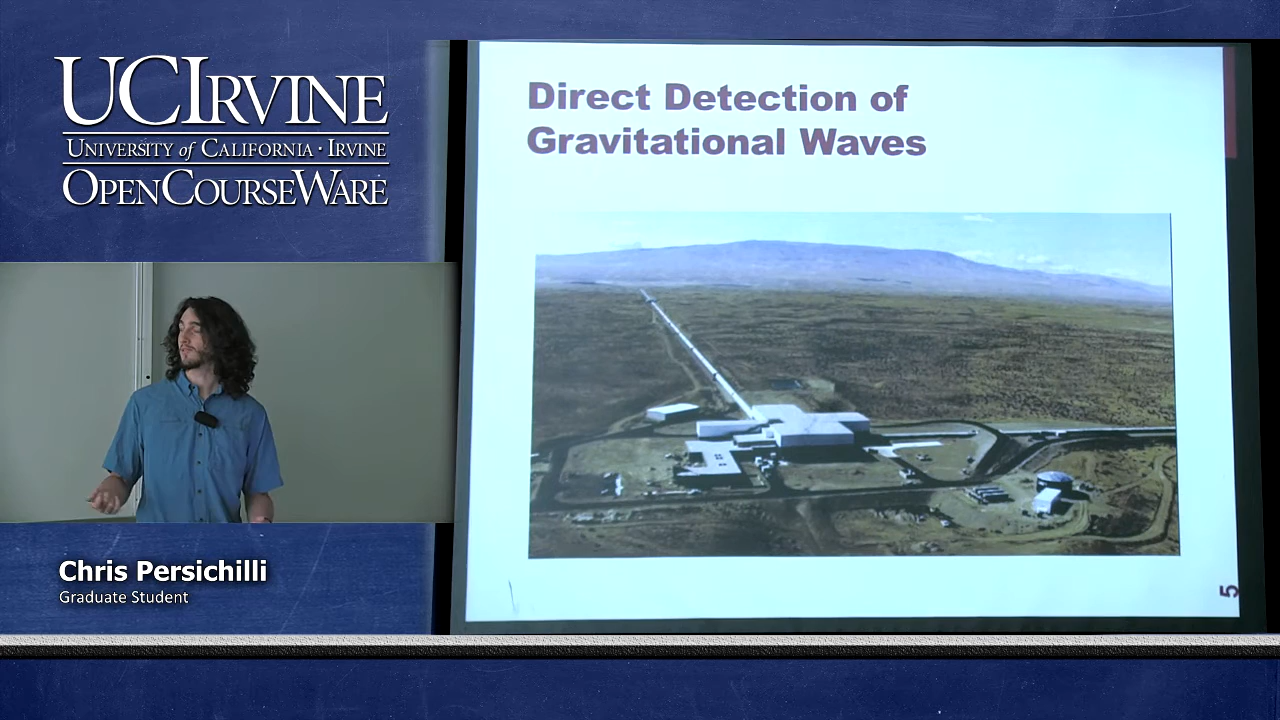 UCIRVINE
UNIVERSITY of CALIFORNIA · IRVINE
OPENCOURSEWARE
Direct Detection of
Gravitational Waves
5
Chris Persichilli
Graduate Student